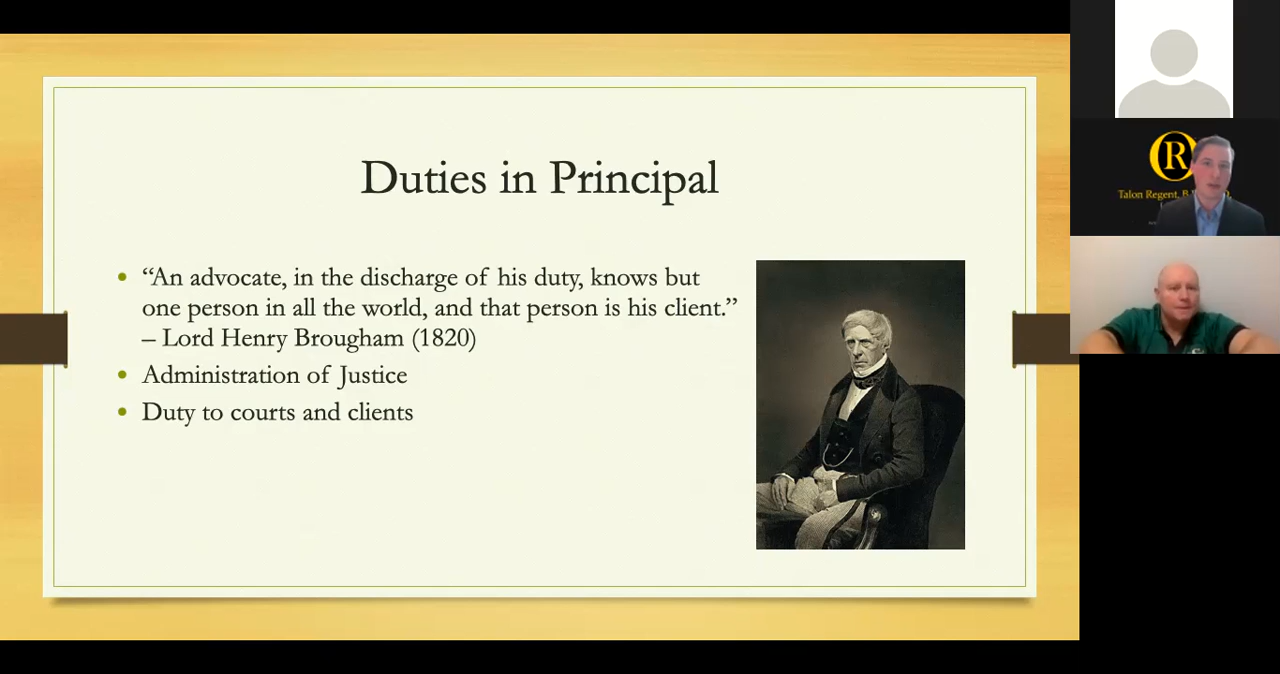 Duties in Principal
• “An advocate, in the discharge of his duty, knows but
one person in all the world, and that person is his client.”
– Lord Henry Brougham (1820)
• Administration of Justice
• Duty to courts and clients
R
Talon Regent, B